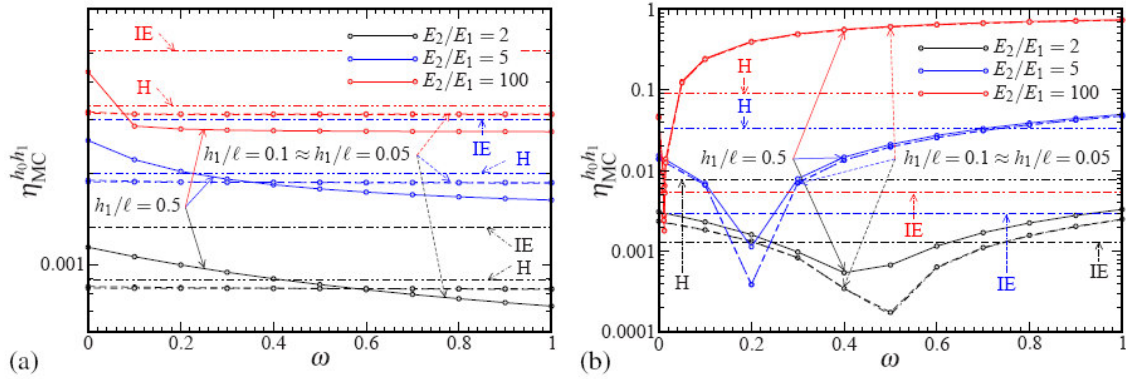 IE
E₂/E₁ = 2
E₂/E₁ = 5
H
E₂/E₁ = 100
η_MC^{h₀h₁}
IE
h₁/ℓ = 0.1 ≈ h₁/ℓ = 0.05
H
h₁/ℓ = 0.5
IE
0.001
H
0 0.2 0.4 0.6 0.8 1
(a) ω
1
E₂/E₁ = 2
E₂/E₁ = 5
H
E₂/E₁ = 100
0.1
H
η_MC^{h₀h₁}
h₁/ℓ = 0.5 h₁/ℓ = 0.1 ≈ h₁/ℓ = 0.05
0.01
IE
0.001
H IE IE
0.0001
0 0.2 0.4 0.6 0.8 1
(b) ω